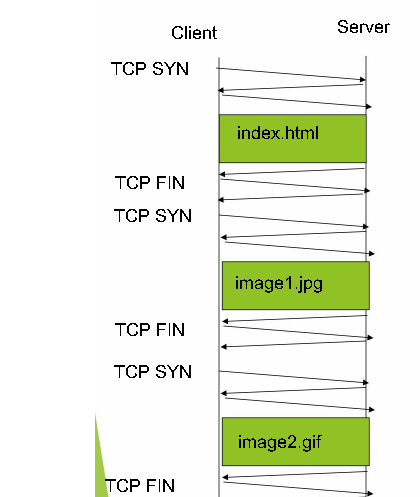 Client
Server
TCP SYN
index.html
TCP FIN
TCP SYN
image1.jpg
TCP FIN
TCP SYN
image2.gif
TCP FIN